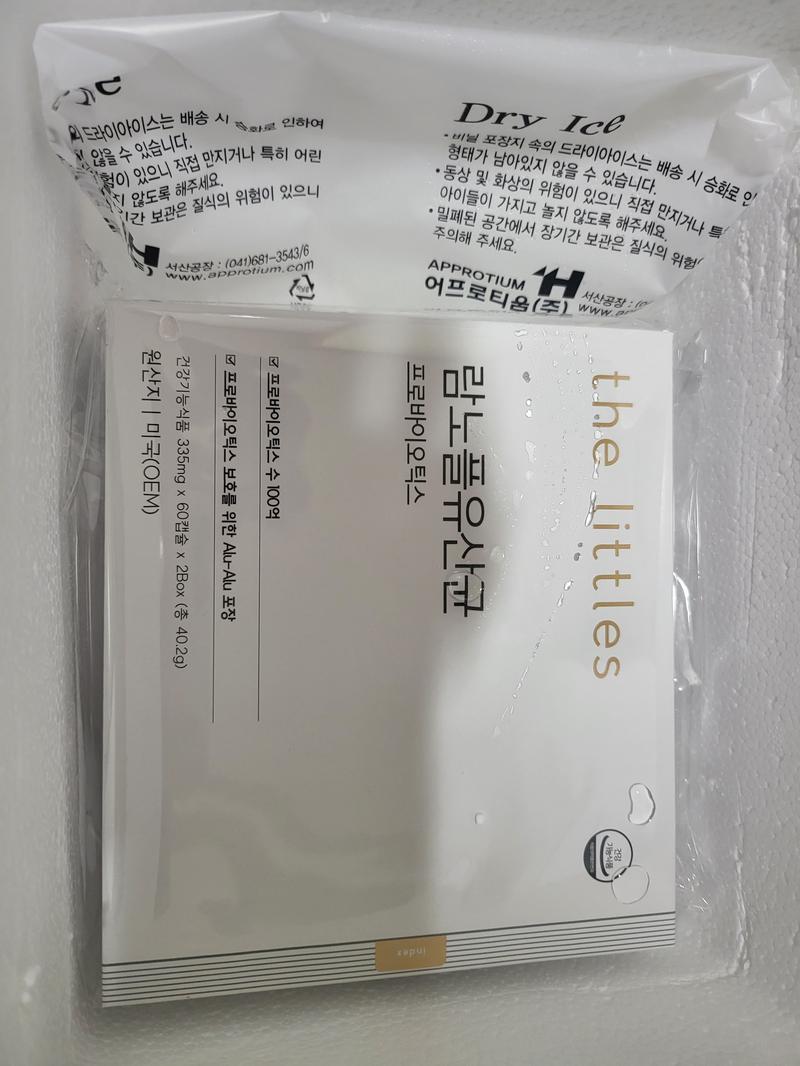 드라이아이스는 배송 시 승화로 인하여
않을 수 있습니다.
험이 있으니 직접 만지거나 특히 어린
지 않도록 해주세요.
기간 보관은 질식의 위험이 있으니
서산공장 : (041)681-3543/6
www.approtium.com
Dry Ice
• 비닐 포장지 속의 드라이아이스는 배송 시 승화로 인
형태가 남아있지 않을 수 있습니다.
• 동상 및 화상의 위험이 있으니 직접 만지거나 특
아이들이 가지고 놀지 않도록 해주세요.
• 밀폐된 공간에서 장기간 보관은 질식의 위험
주의해 주세요.
APPROTIUM
어프로티움(주)
서산공장 : (0
www.ap
the littles
람노플유산균
프로바이오틱스
☑ 프로바이오틱스 수 100억
☑ 프로바이오틱스 보호를 위한 Alu-Alu 포장
건강기능식품 335mg x 60캡슐 x 2Box (총 40.2g)
원산지 | 미국(OEM)
건강
기능식품
index